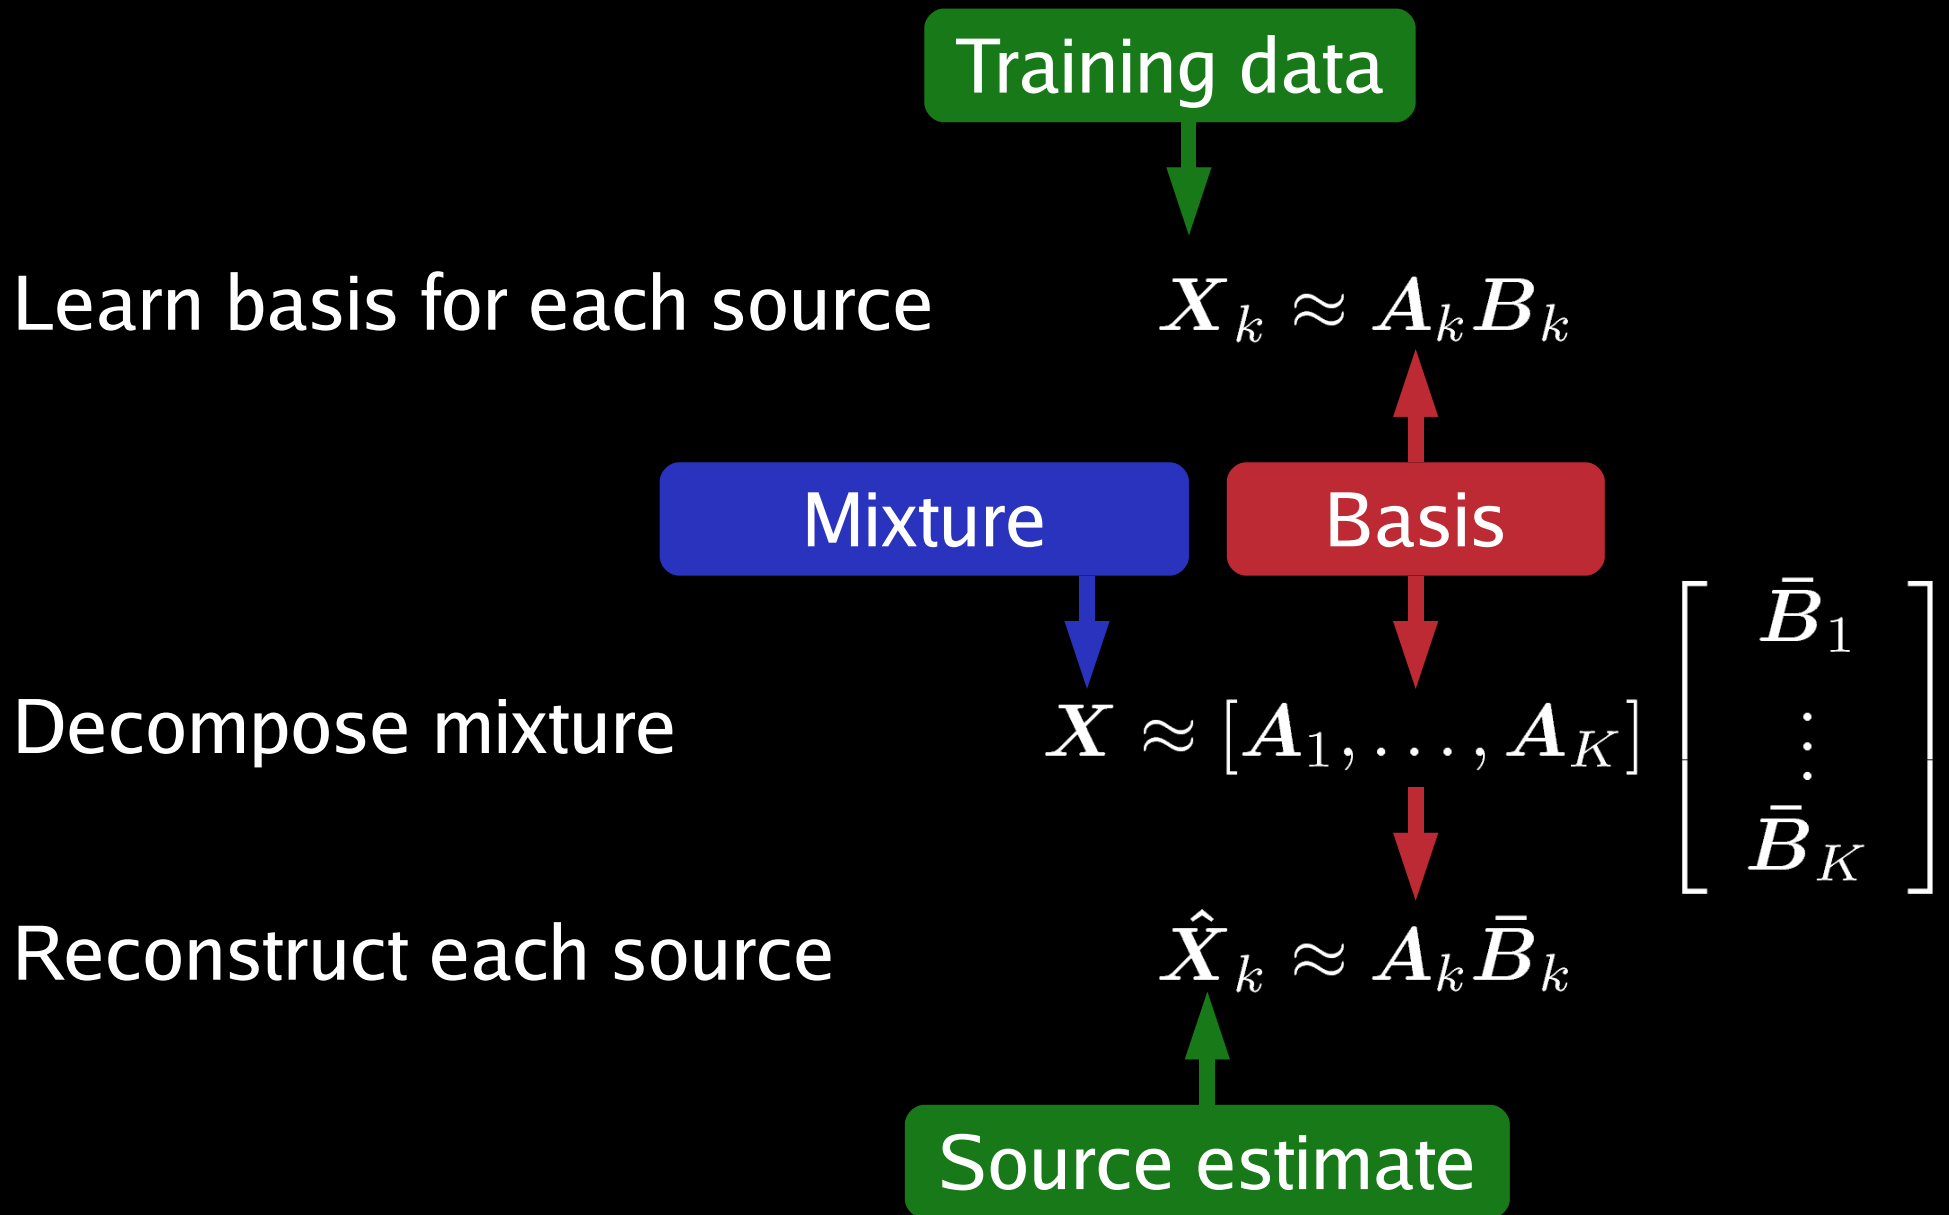 Training data
Learn basis for each source X_k ≈ A_k B_k
Mixture Basis
Decompose mixture X ≈ [A_1, . . . , A_K] [ B̄_1 ⋮ B̄_K ]
Reconstruct each source X̂_k ≈ A_k B̄_k
Source estimate